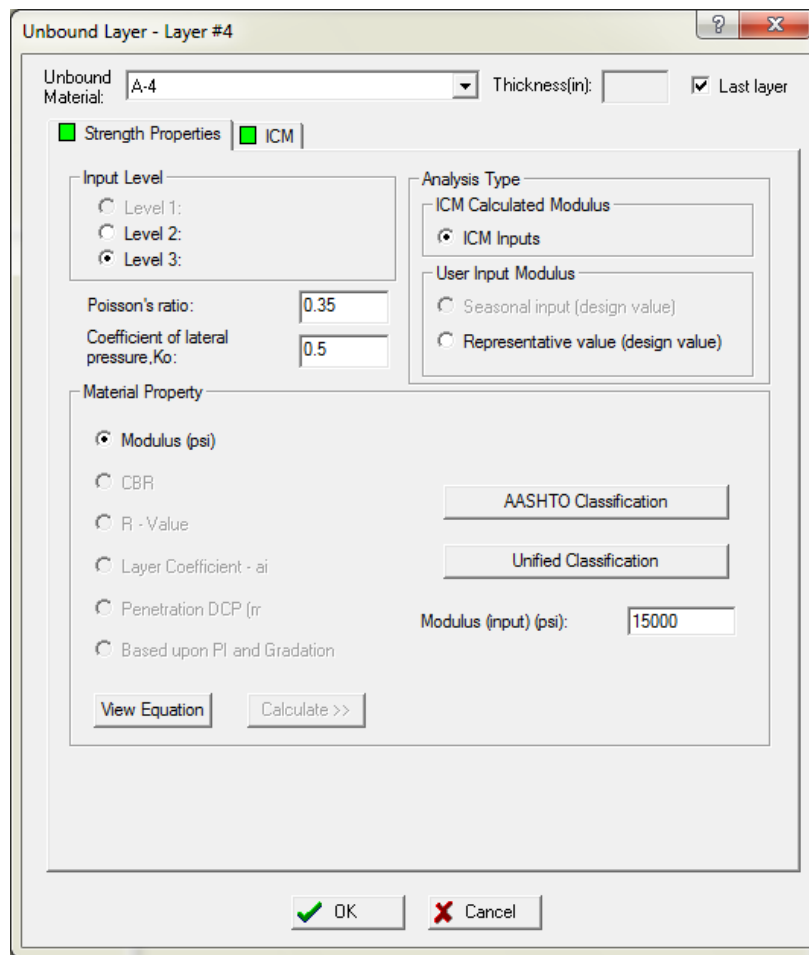 Unbound Layer - Layer #4
Unbound Material: A-4 Thickness(in): Last layer
Strength Properties ICM
Input Level
Level 1:
Level 2:
Level 3:
Poisson's ratio: 0.35
Coefficient of lateral
pressure,Ko: 0.5
Analysis Type
ICM Calculated Modulus
ICM Inputs
User Input Modulus
Seasonal input (design value)
Representative value (design value)
Material Property
Modulus (psi)
CBR
R - Value
Layer Coefficient - ai
Penetration DCP (m
Based upon PI and Gradation
AASHTO Classification
Unified Classification
Modulus (input) (psi): 15000
View Equation Calculate >>
OK Cancel